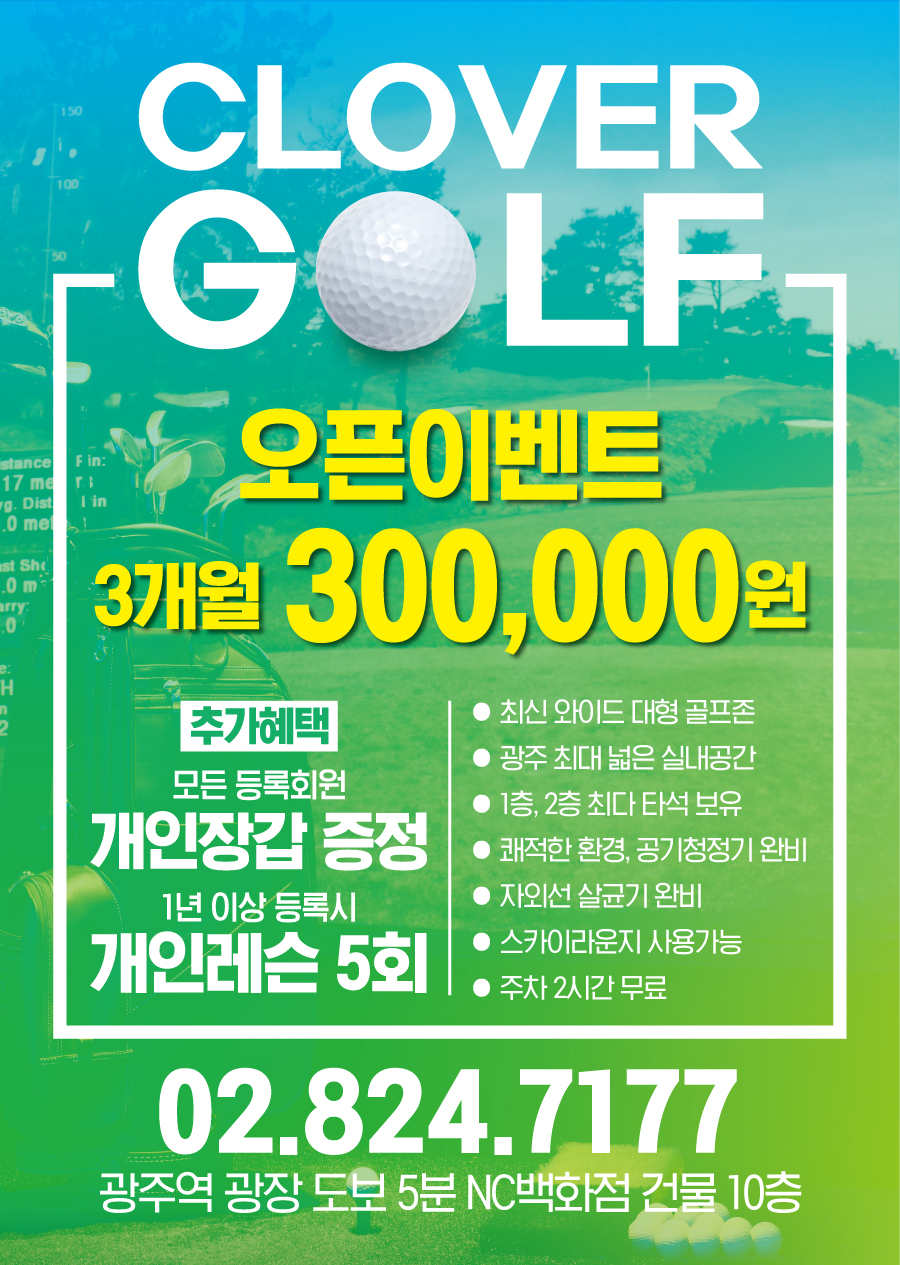 CLOVER
GOLF
150
100
50
오픈이벤트
3개월 300,000원
추가혜택
모든 등록회원
개인장갑 증정
1년 이상 등록시
개인레슨 5회
● 최신 와이드 대형 골프존
● 광주 최대 넓은 실내공간
● 1층, 2층 최다 타석 보유
● 쾌적한 환경, 공기청정기 완비
● 자외선 살균기 완비
● 스카이라운지 사용가능
● 주차 2시간 무료
02.824.7177
광주역 광장 도보 5분 NC백화점 건물 10층